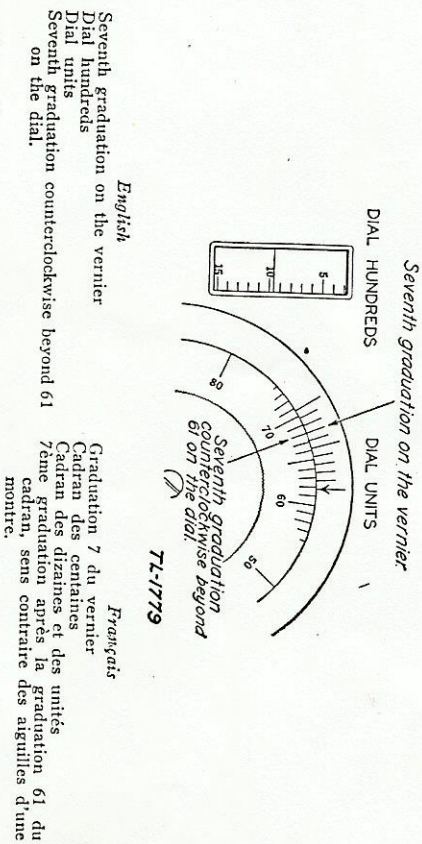 Seventh graduation on the vernier
DIAL HUNDREDS
DIAL UNITS
5
10
15
80
70
60
50
Seventh graduation
counterclockwise beyond
61 on the dial.
TL-1779
English
Seventh graduation on the vernier
Dial hundreds
Dial units
Seventh graduation counterclockwise beyond 61
on the dial.
Français
Graduation 7 du vernier
Cadran des centaines
Cadran des dizaines et des unités
7ème graduation après la graduation 61 du
cadran, sens contraire des aiguilles d'une
montre.